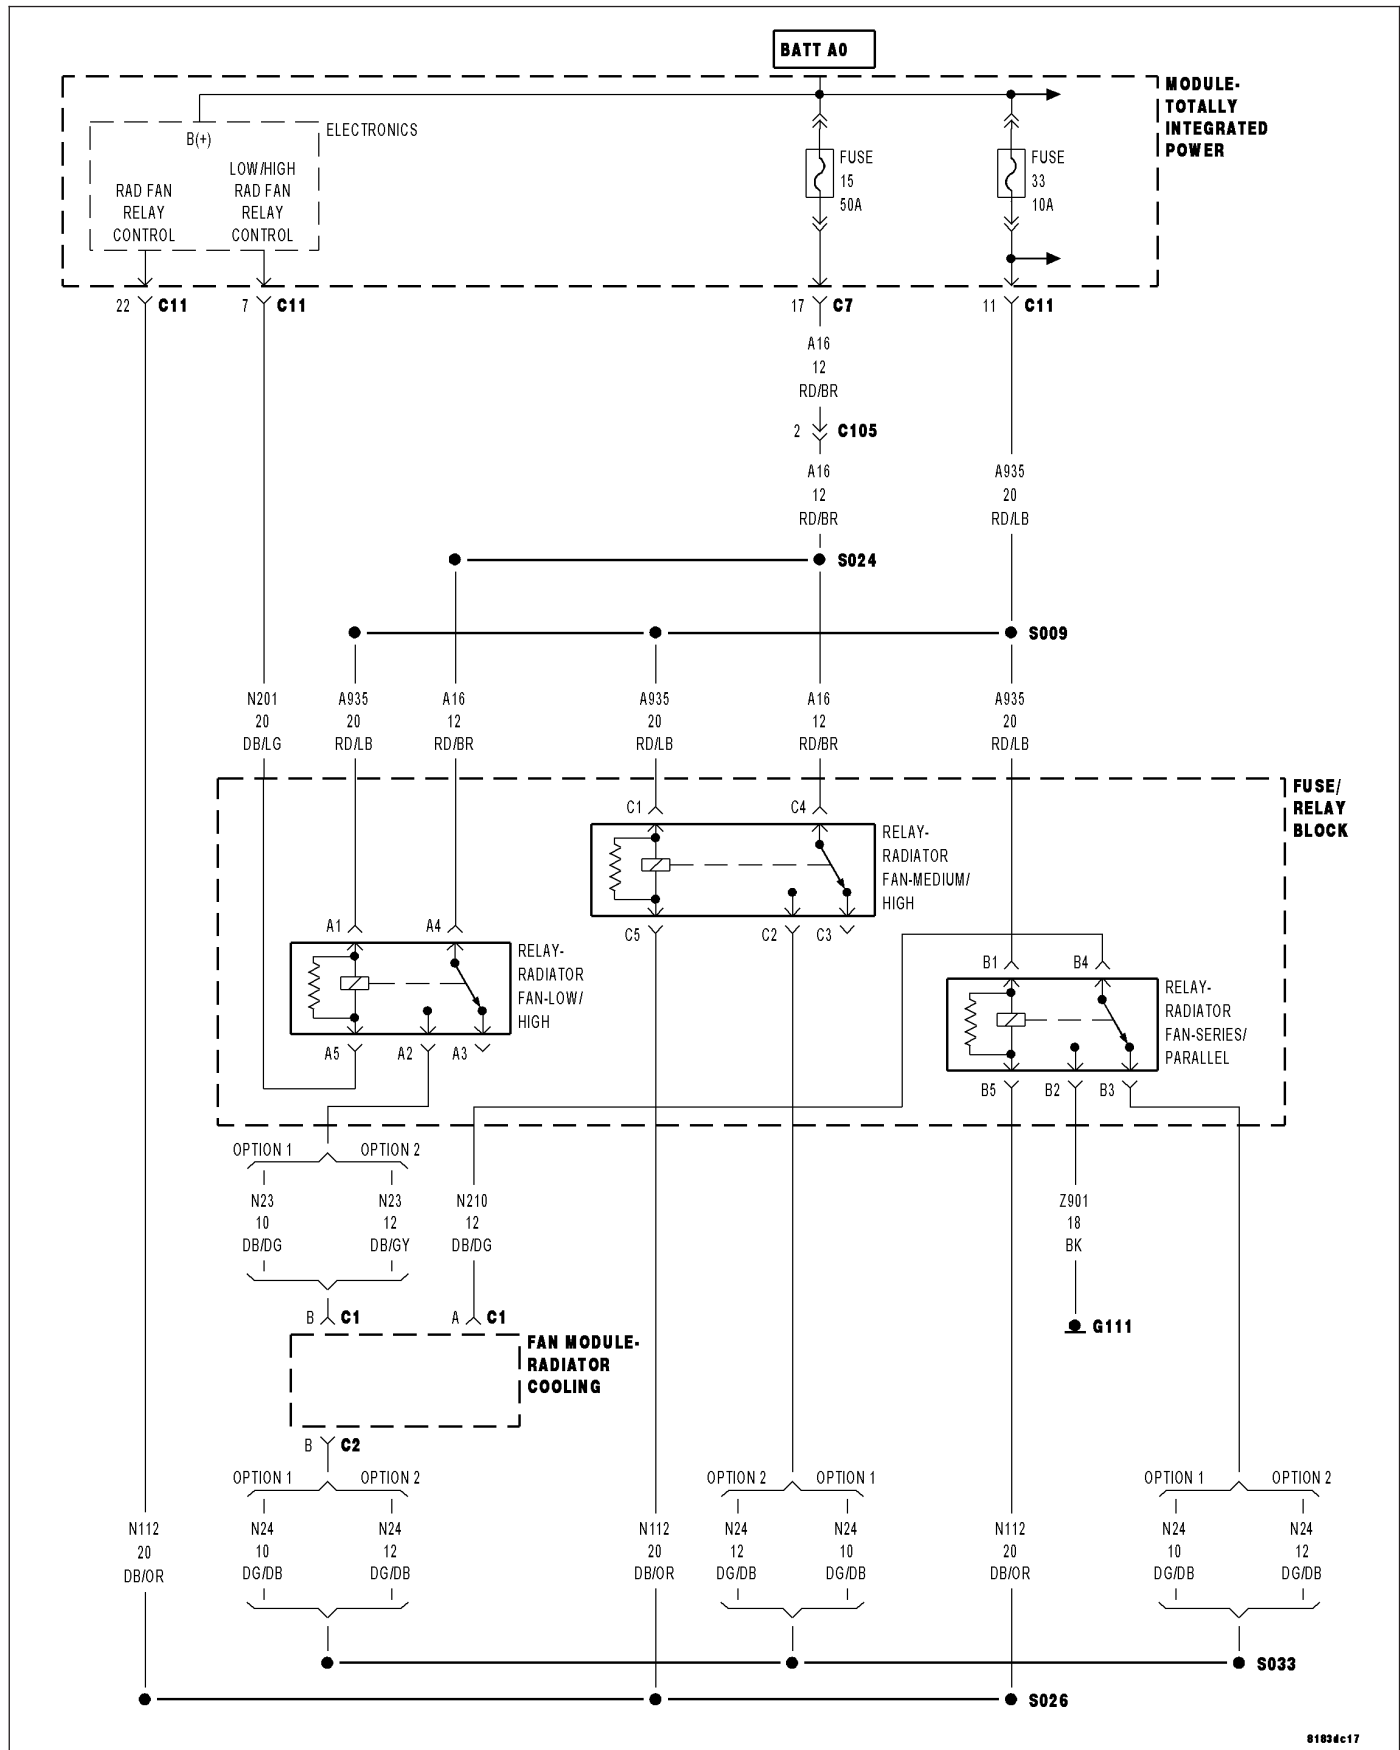 BATT A0
MODULE-
TOTALLY
INTEGRATED
POWER
ELECTRONICS
B(+)
RAD FAN
RELAY
CONTROL
LOW/HIGH
RAD FAN
RELAY
CONTROL
FUSE
15
50A
FUSE
33
10A
22 C11
7 C11
17 C7
11 C11
A16
12
RD/BR
2 C105
A16
12
RD/BR
A935
20
RD/LB
S024
S009
N201
20
DB/LG
A935
20
RD/LB
A16
12
RD/BR
A935
20
RD/LB
A16
12
RD/BR
A935
20
RD/LB
FUSE/
RELAY
BLOCK
C1 C4
RELAY-
RADIATOR
FAN-MEDIUM/
HIGH
C5 C2 C3
A1 A4
RELAY-
RADIATOR
FAN-LOW/
HIGH
A5 A2 A3
B1 B4
RELAY-
RADIATOR
FAN-SERIES/
PARALLEL
B5 B2 B3
OPTION 1 OPTION 2
N23
10
DB/DG
N23
12
DB/GY
N210
12
DB/DG
Z901
18
BK
B C1
A C1
G111
FAN MODULE-
RADIATOR
COOLING
B C2
OPTION 1 OPTION 2
OPTION 2 OPTION 1
OPTION 1 OPTION 2
N112
20
DB/OR
N24
10
DG/DB
N24
12
DG/DB
N112
20
DB/OR
N24
12
DG/DB
N24
10
DG/DB
N112
20
DB/OR
N24
10
DG/DB
N24
12
DG/DB
S033
S026
8183dc17